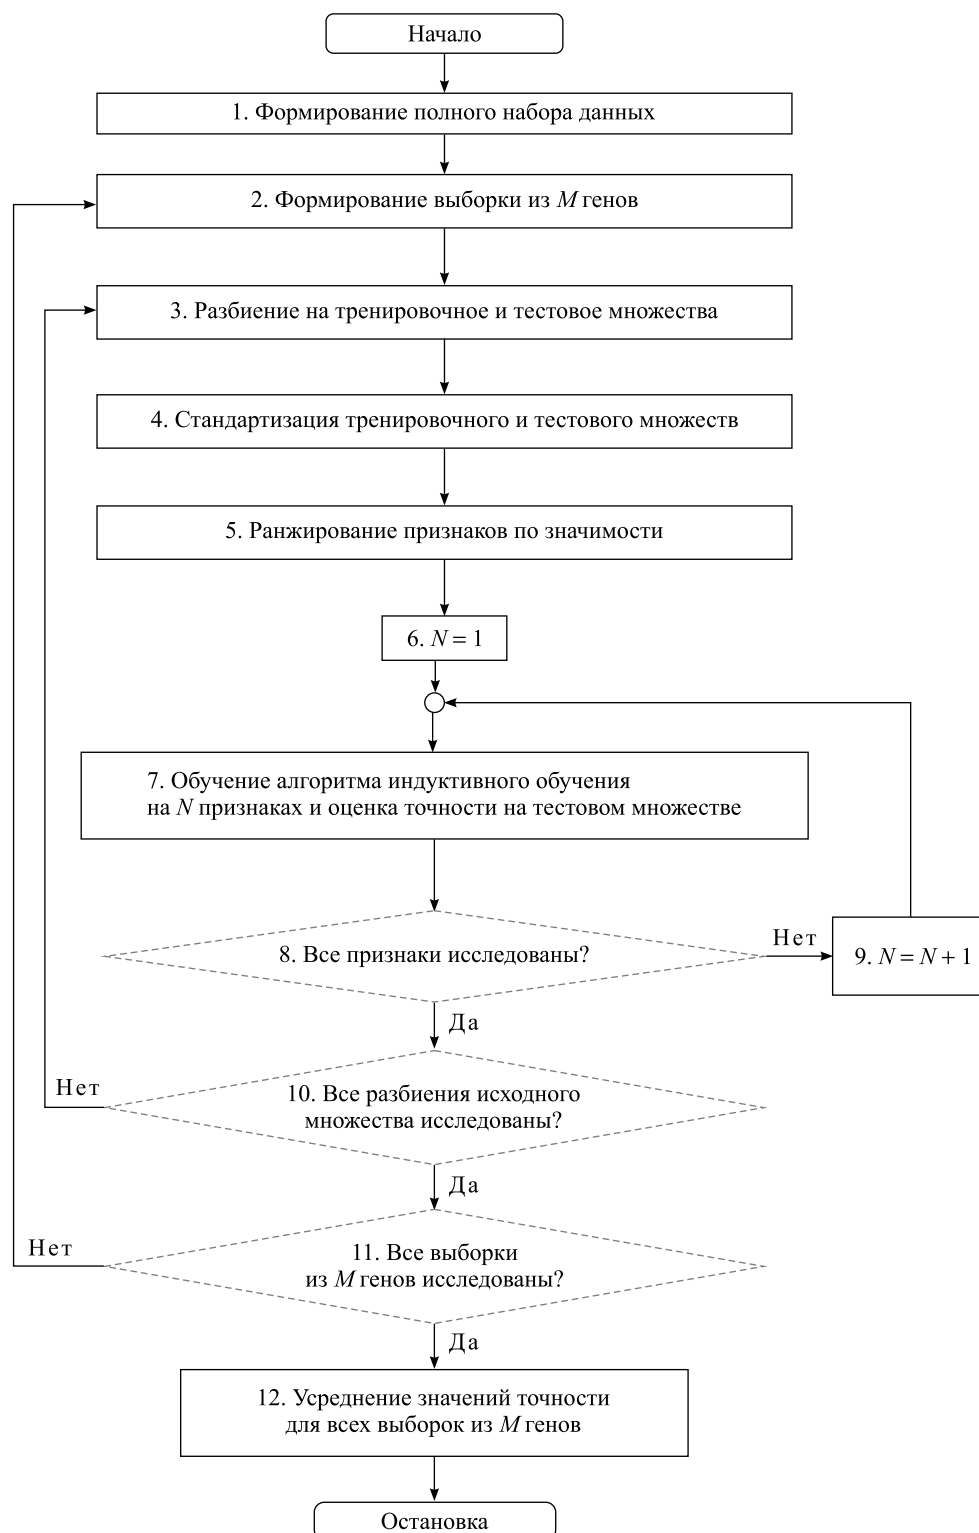 Начало
1. Формирование полного набора данных
2. Формирование выборки из M генов
3. Разбиение на тренировочное и тестовое множества
4. Стандартизация тренировочного и тестового множеств
5. Ранжирование признаков по значимости
6. N = 1
7. Обучение алгоритма индуктивного обучения
на N признаках и оценка точности на тестовом множестве
8. Все признаки исследованы?
Нет
9. N = N + 1
Да
10. Все разбиения исходного
множества исследованы?
Нет
Да
11. Все выборки
из M генов исследованы?
Нет
Да
12. Усреднение значений точности
для всех выборок из M генов
Остановка